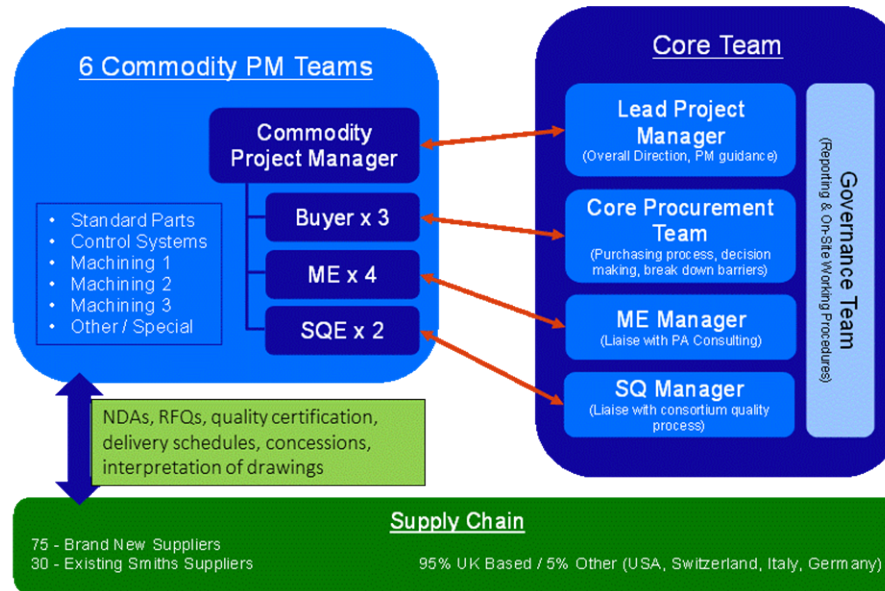 6 Commodity PM Teams
Commodity
Project Manager
Buyer x 3
ME x 4
SQE x 2
• Standard Parts
• Control Systems
• Machining 1
• Machining 2
• Machining 3
• Other / Special
Core Team
Lead Project
Manager
(Overall Direction, PM guidance)
Core Procurement
Team
(Purchasing process, decision
making, break down barriers)
ME Manager
(Liaise with PA Consulting)
SQ Manager
(Liaise with consortium quality
process)
Governance Team
(Reporting & On-Site Working Procedures)
NDAs, RFQs, quality certification,
delivery schedules, concessions,
interpretation of drawings
Supply Chain
75 - Brand New Suppliers
30 - Existing Smiths Suppliers
95% UK Based / 5% Other (USA, Switzerland, Italy, Germany)